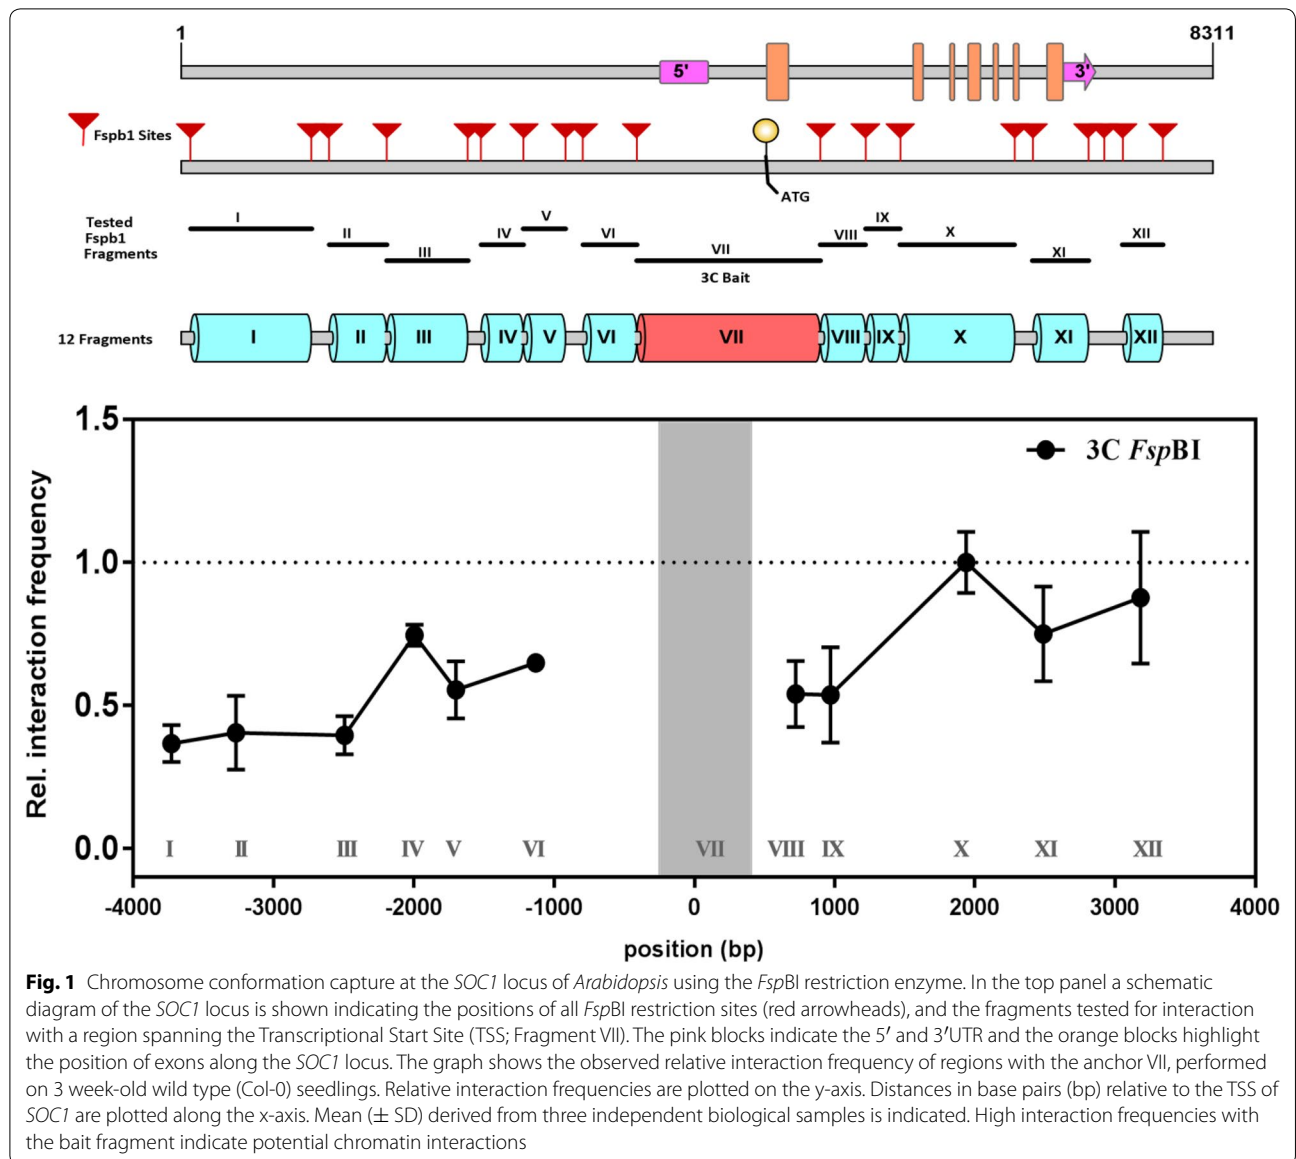 1
8311
5'
3'
Fspb1 Sites
ATG
Tested
Fspb1
Fragments
I
II
III
IV
V
VI
VII
VIII
IX
X
XI
XII
3C Bait
12 Fragments
I
II
III
IV
V
VI
VII
VIII
IX
X
XI
XII
1.5
1.0
0.5
0.0
Rel. interaction frequency
3C FspBI
I
II
III
IV
V
VI
VII
VIII
IX
X
XI
XII
-4000
-3000
-2000
-1000
0
1000
2000
3000
4000
position (bp)
Fig. 1 Chromosome conformation capture at the SOC1 locus of Arabidopsis using the FspBI restriction enzyme. In the top panel a schematic
diagram of the SOC1 locus is shown indicating the positions of all FspBI restriction sites (red arrowheads), and the fragments tested for interaction
with a region spanning the Transcriptional Start Site (TSS; Fragment VII). The pink blocks indicate the 5′ and 3′UTR and the orange blocks highlight
the position of exons along the SOC1 locus. The graph shows the observed relative interaction frequency of regions with the anchor VII, performed
on 3 week-old wild type (Col-0) seedlings. Relative interaction frequencies are plotted on the y-axis. Distances in base pairs (bp) relative to the TSS of
SOC1 are plotted along the x-axis. Mean (± SD) derived from three independent biological samples is indicated. High interaction frequencies with
the bait fragment indicate potential chromatin interactions